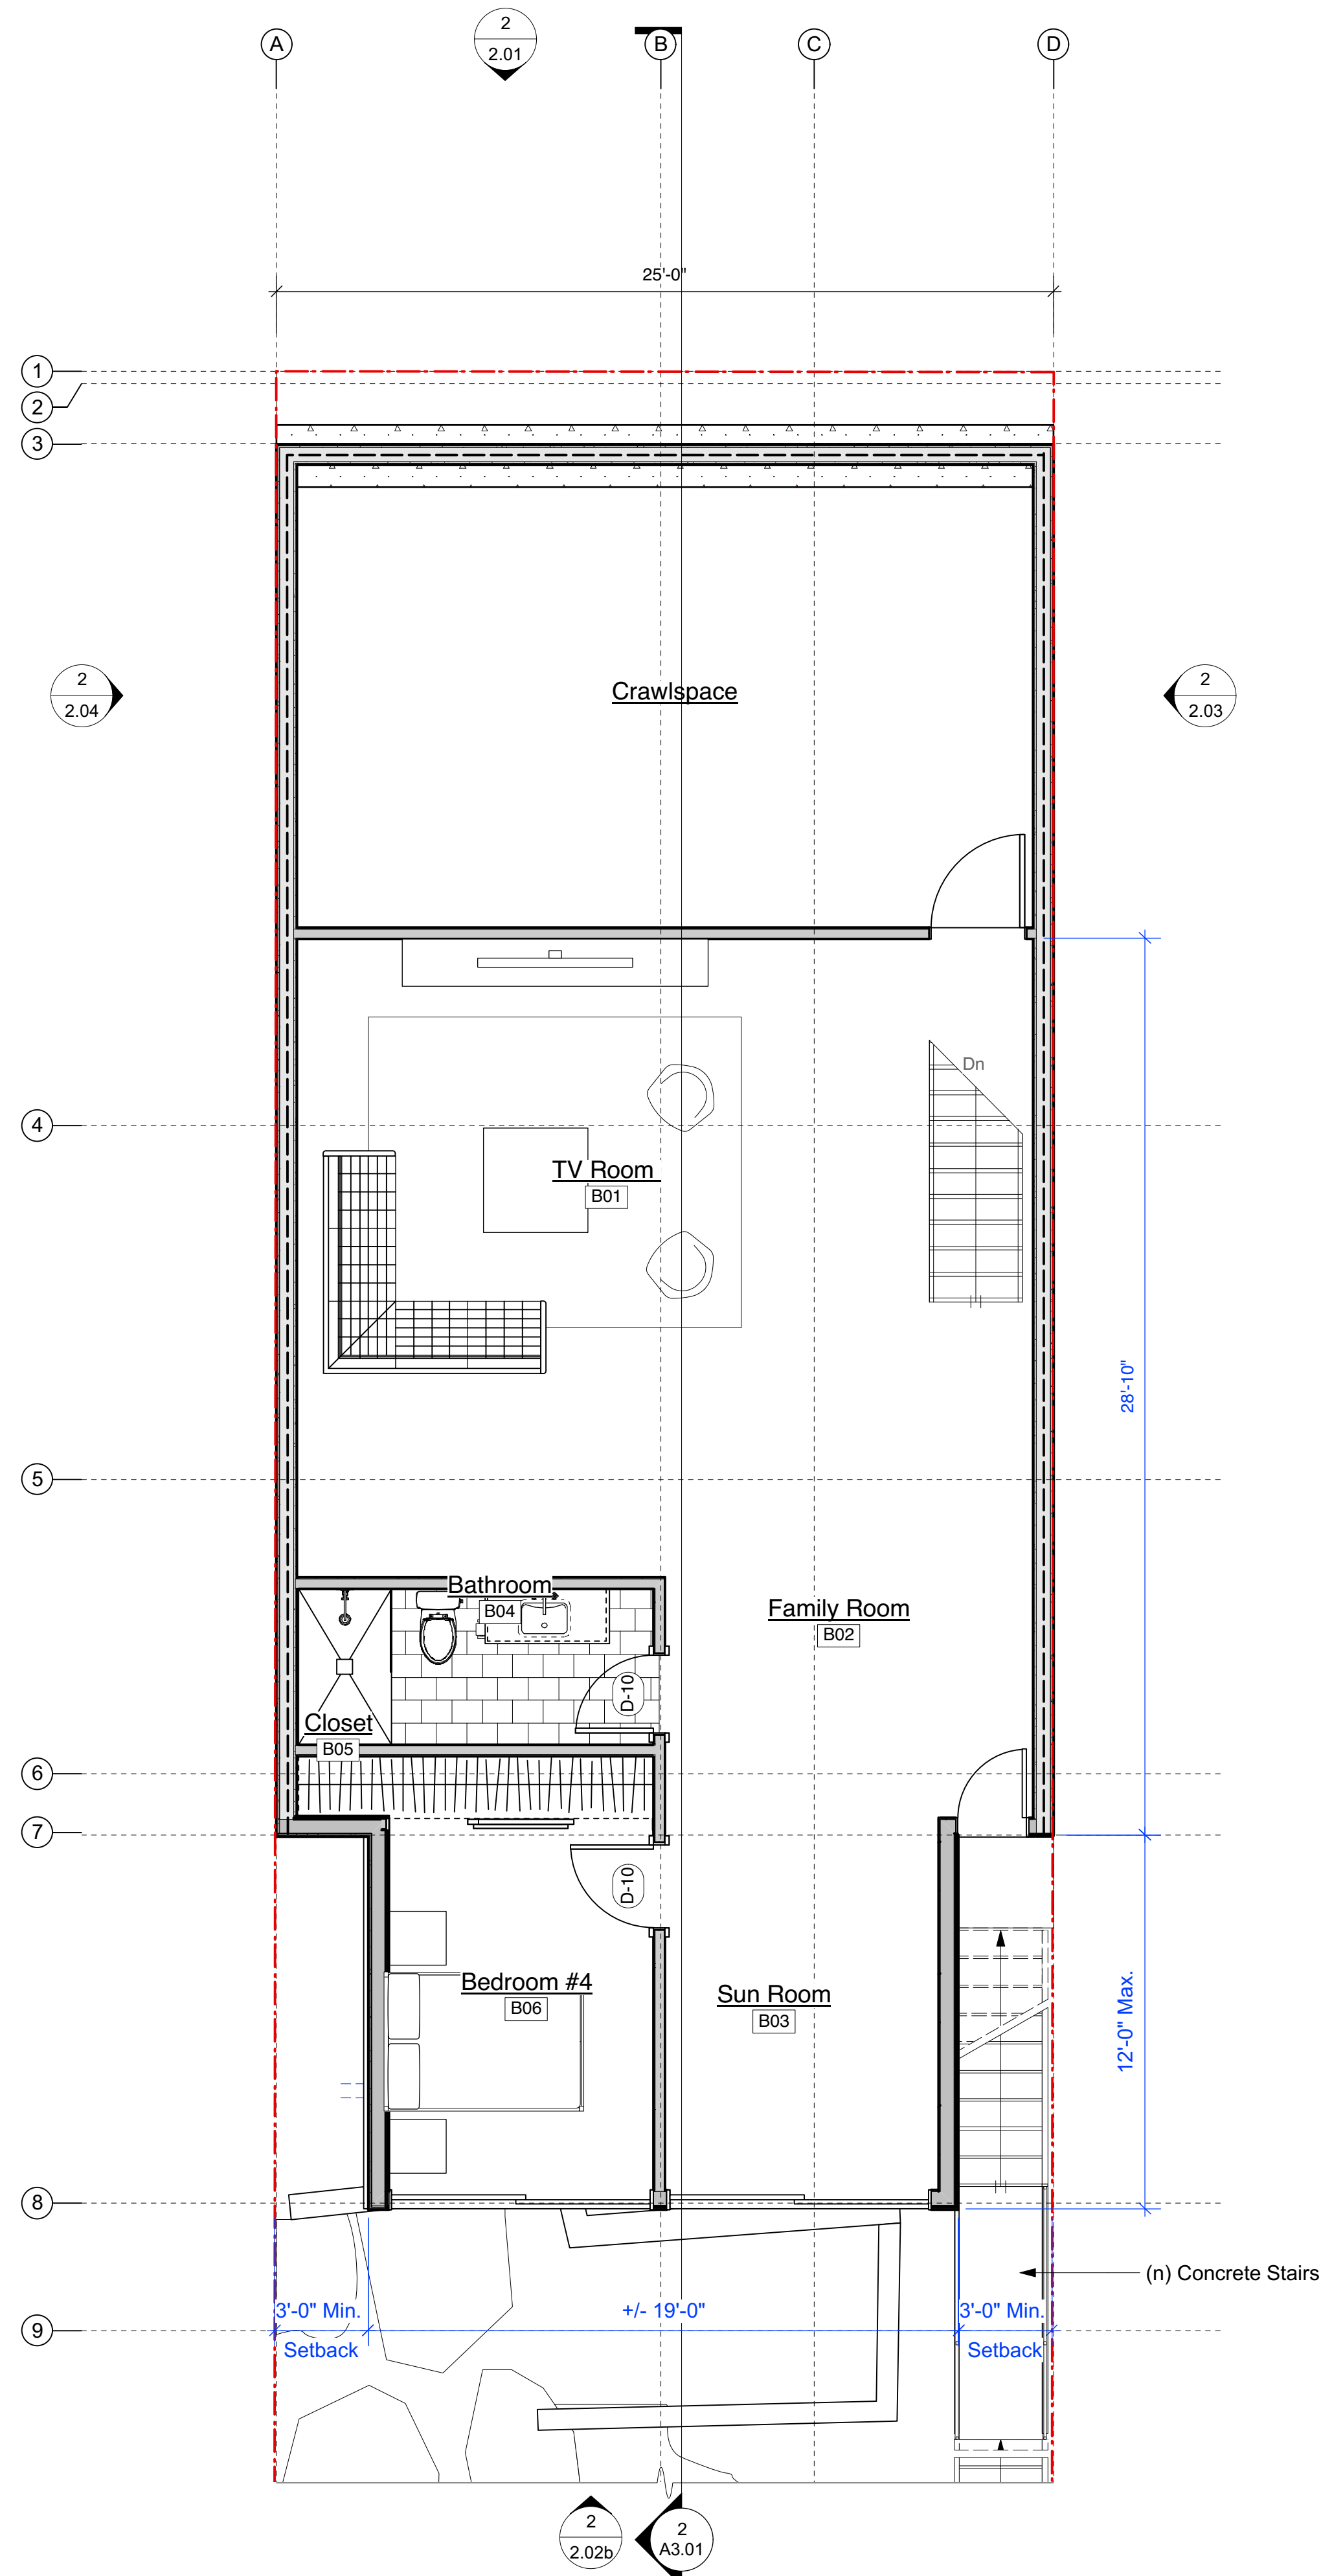 2
2.01
A
B
C
D
25'-0"
1
2
3
2
2.04
Crawlspace
2
2.03
Dn
4
TV Room
B01
28'-10"
5
Bathroom
B04
Family Room
B02
D-10
Closet
B05
6
7
D-10
Bedroom #4
B06
Sun Room
B03
12'-0" Max.
8
(n) Concrete Stairs
3'-0" Min.
Setback
+/- 19'-0"
3'-0" Min.
Setback
9
2
2.02b
2
A3.01